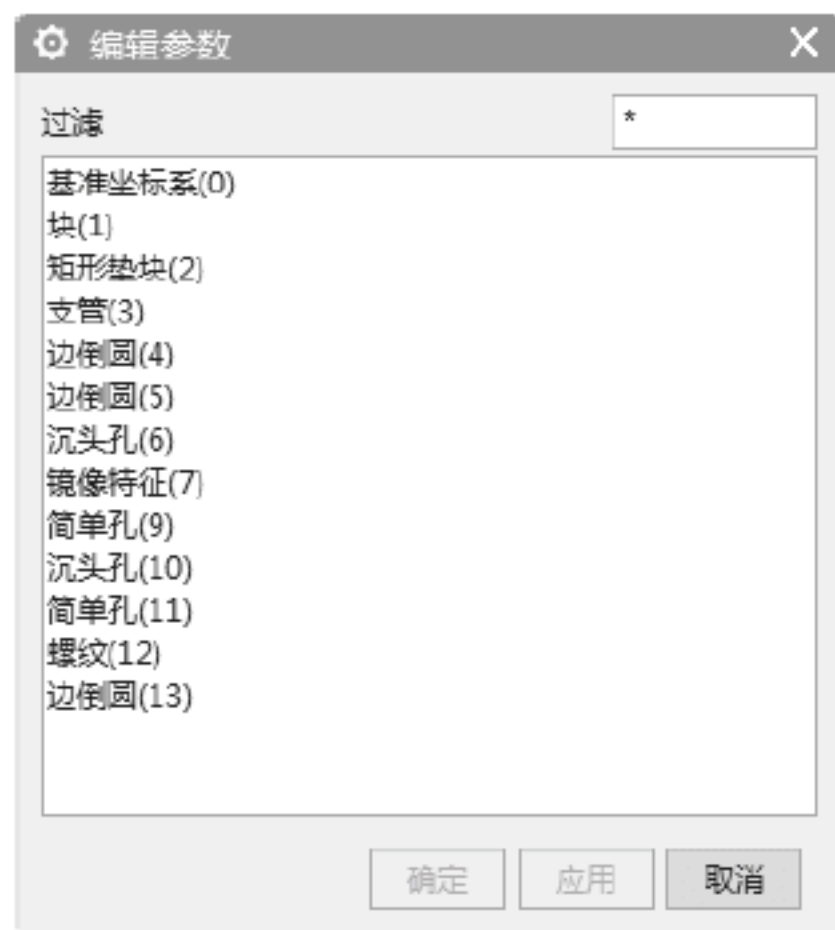 编辑参数
过滤 *
基准坐标系(0)
块(1)
矩形垫块(2)
支管(3)
边倒圆(4)
边倒圆(5)
沉头孔(6)
镜像特征(7)
简单孔(9)
沉头孔(10)
简单孔(11)
螺纹(12)
边倒圆(13)
确定 应用 取消